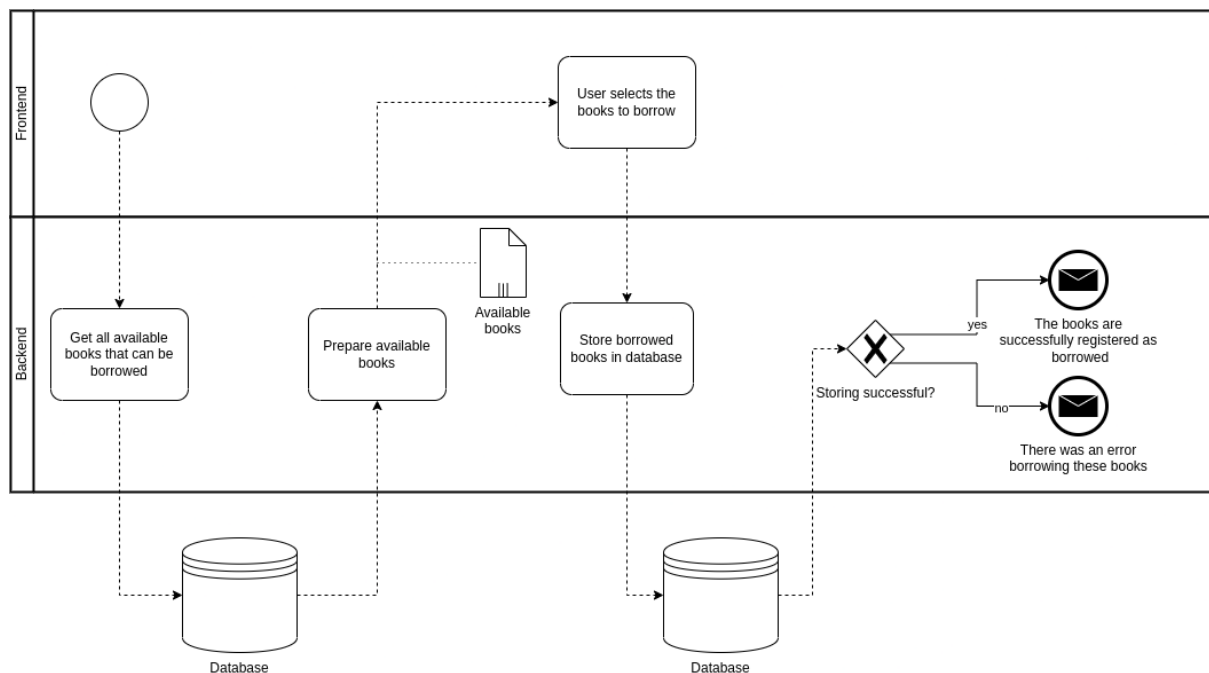 Frontend
User selects the
books to borrow
Backend
Get all available
books that can be
borrowed
Prepare available
books
Available
books
Store borrowed
books in database
Storing successful?
yes
The books are
successfully registered as
borrowed
no
There was an error
borrowing these books
Database
Database